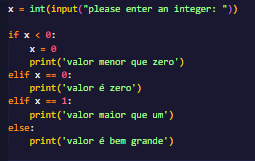 x = int(input("please enter an integer: "))
if x < 0:
    x = 0
    print('valor menor que zero')
elif x == 0:
    print('valor é zero')
elif x == 1:
    print('valor maior que um')
else:
    print('valor é bem grande')